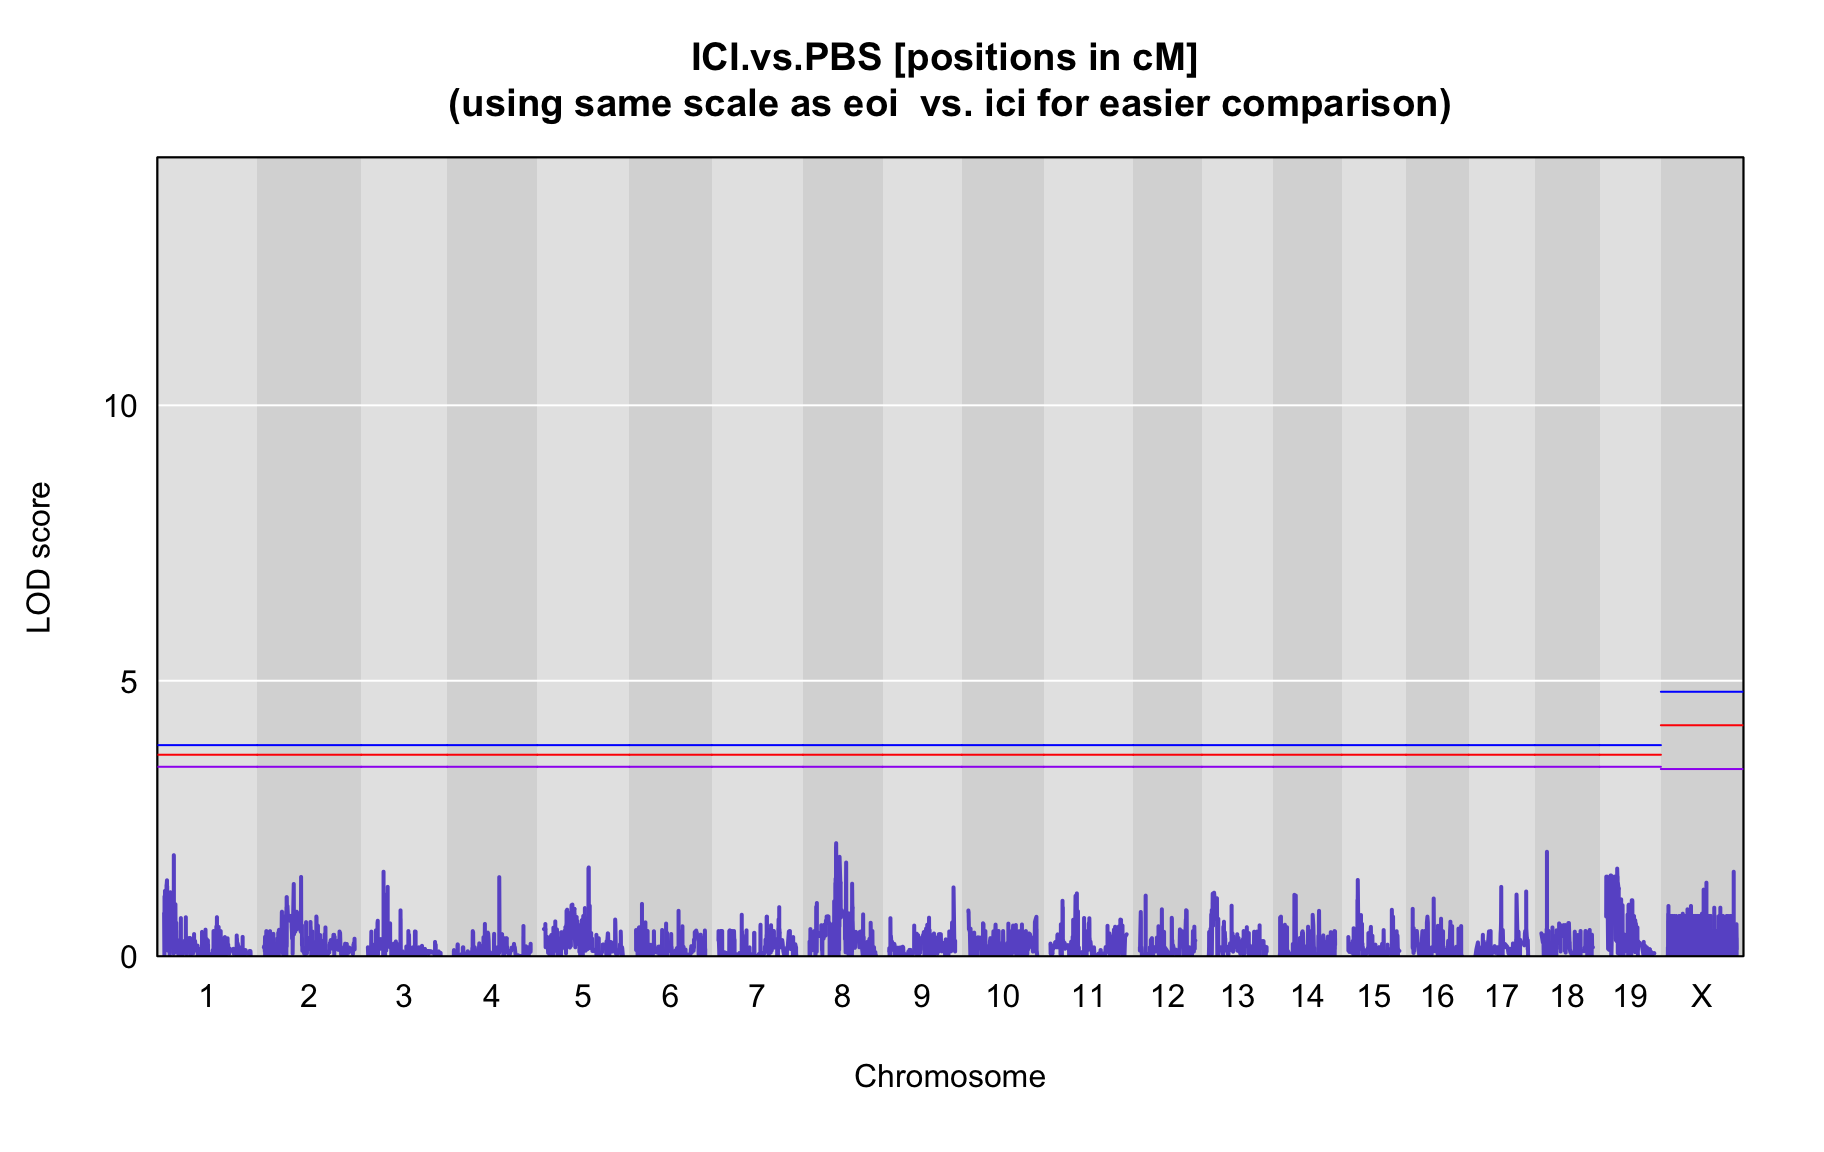 ICI.vs.PBS [positions in cM]
(using same scale as eoi  vs. ici for easier comparison)
10
5
0
LOD score
1 2 3 4 5 6 7 8 9 10 11 12 13 14 15 16 17 18 19 X
Chromosome